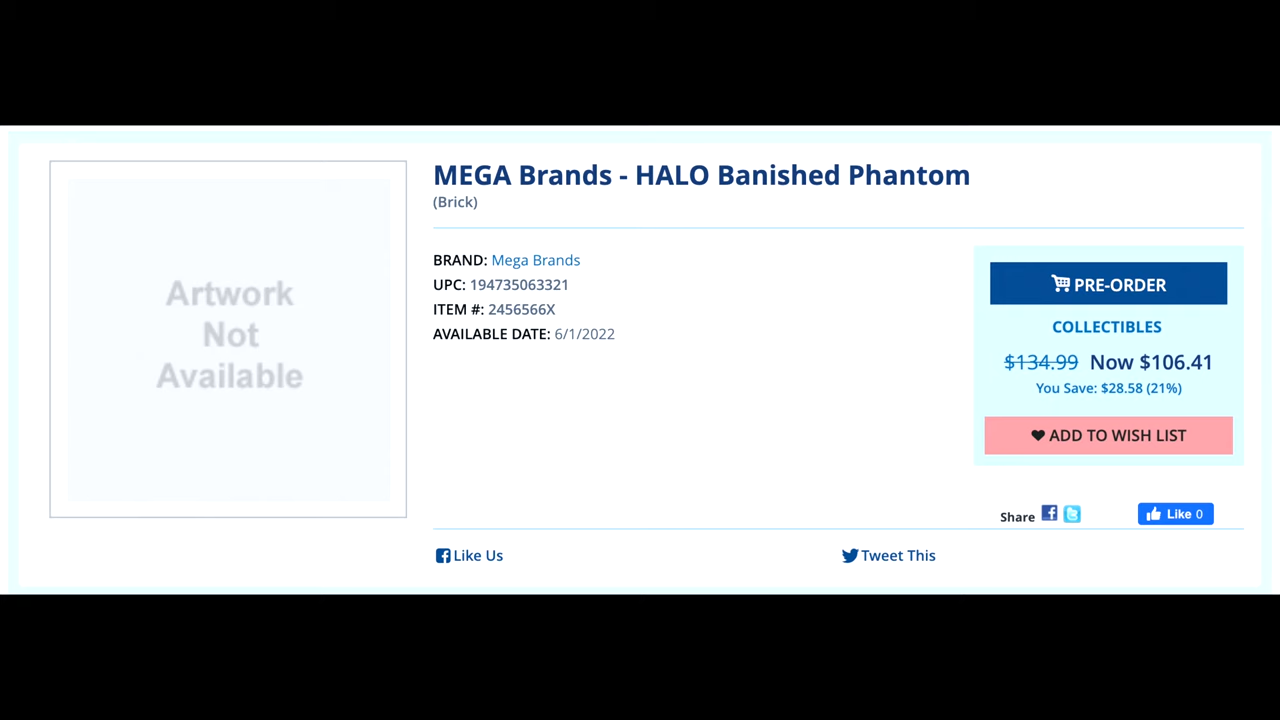 Artwork
Not
Available
MEGA Brands - HALO Banished Phantom
(Brick)
BRAND: Mega Brands
UPC: 194735063321
ITEM #: 2456566X
AVAILABLE DATE: 6/1/2022
PRE-ORDER
COLLECTIBLES
$134.99 Now $106.41
You Save: $28.58 (21%)
ADD TO WISH LIST
Share
Like 0
Like Us
Tweet This